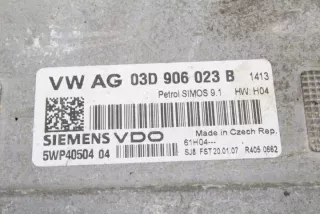 VW AG 03D 906 023 B 1413
Petrol SIMOS 9.1 HW: H04
SIEMENS VDO Made in Czech Rep.
5WP40504 04 61H04---
SJ8 FST 20.01.07 R405 0862